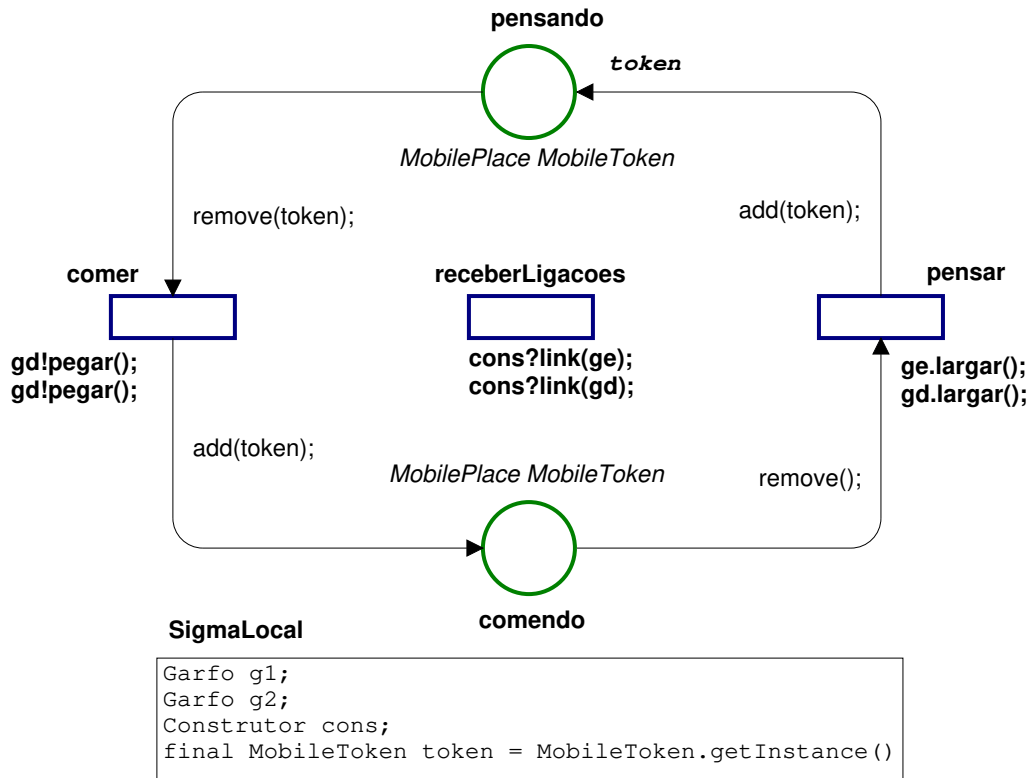 pensando
token
MobilePlace MobileToken
remove(token);
add(token);
comer
receberLigacoes
pensar
gd!pegar();
gd!pegar();
cons?link(ge);
cons?link(gd);
ge.largar();
gd.largar();
add(token);
MobilePlace MobileToken
remove();
comendo
SigmaLocal
Garfo g1;
Garfo g2;
Construtor cons;
final MobileToken token = MobileToken.getInstance()